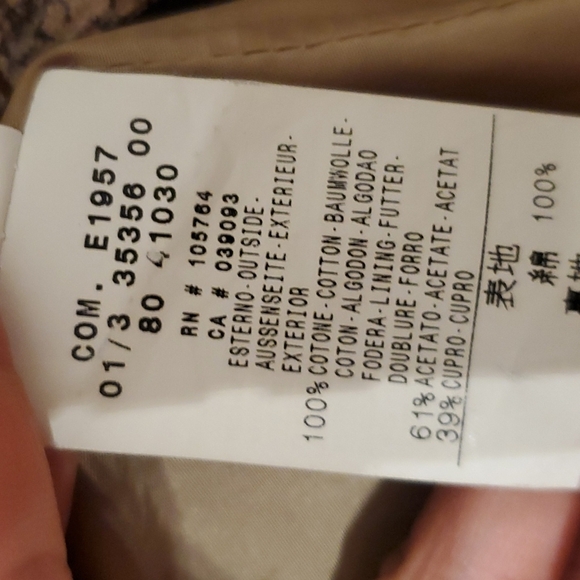 COM. E1957
01/3 35356 00
80 41030
RN # 105764
CA # 039093
ESTERNO-OUTSIDE-
AUSSENSEITE-EXTERIEUR-
EXTERIOR
100% COTONE-COTTON-BAUMWOLLE-
COTON-ALGODON-ALGODAO
FODERA-LINING-FUTTER-
DOUBLURE-FORRO
61% ACETATO-ACETATE-ACETAT
39% CUPRO-CUPRO
表地
綿 100%